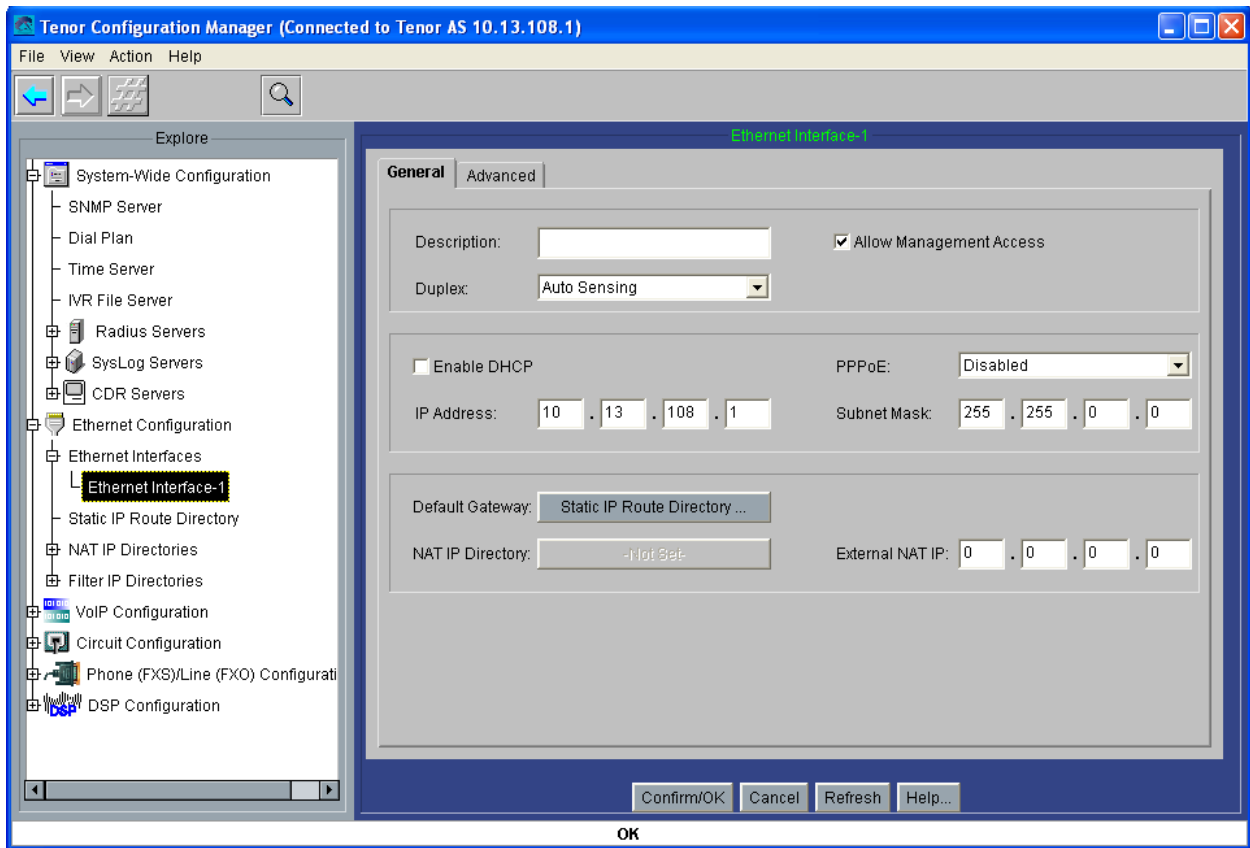 Tenor Configuration Manager (Connected to Tenor AS 10.13.108.1)
File View Action Help
Explore
System-Wide Configuration
SNMP Server
Dial Plan
Time Server
IVR File Server
Radius Servers
SysLog Servers
CDR Servers
Ethernet Configuration
Ethernet Interfaces
Ethernet Interface-1
Static IP Route Directory
NAT IP Directories
Filter IP Directories
VoIP Configuration
Circuit Configuration
Phone (FXS)/Line (FXO) Configurati
DSP Configuration
Ethernet Interface-1
General Advanced
Description: Allow Management Access
Duplex: Auto Sensing
Enable DHCP PPPoE: Disabled
IP Address: 10 . 13 . 108 . 1 Subnet Mask: 255 . 255 . 0 . 0
Default Gateway: Static IP Route Directory ...
NAT IP Directory: -Not Set- External NAT IP: 0 . 0 . 0 . 0
Confirm/OK Cancel Refresh Help...
OK